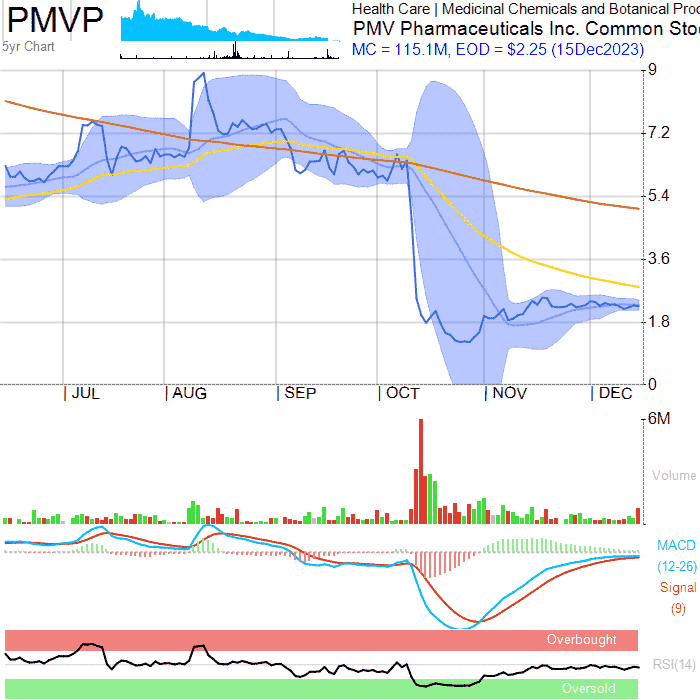 PMVP
5yr Chart
Health Care | Medicinal Chemicals and Botanical Prod
PMV Pharmaceuticals Inc. Common Stoc
MC = 115.1M, EOD = $2.25 (15Dec2023)
9
7.2
5.4
3.6
1.8
0
JUL
AUG
SEP
OCT
NOV
DEC
6M
Volume
MACD
(12-26)
Signal
(9)
Overbought
RSI(14)
Oversold